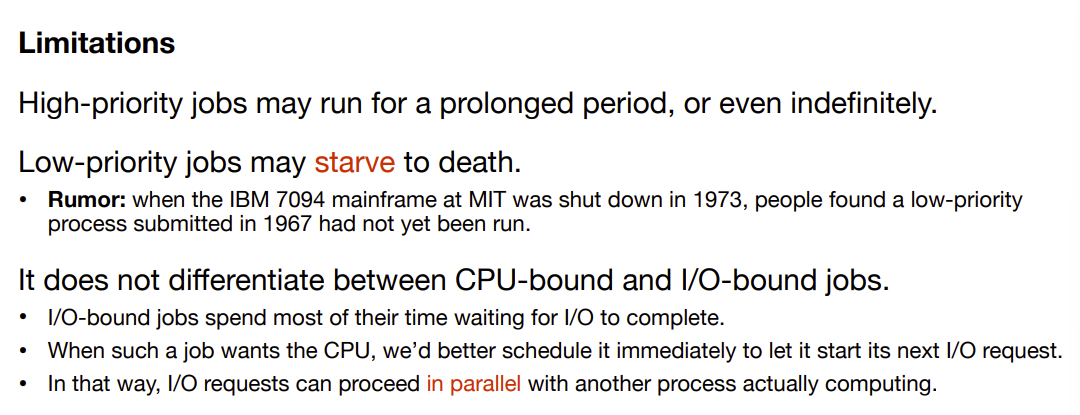 Limitations
High-priority jobs may run for a prolonged period, or even indefinitely.
Low-priority jobs may starve to death.
• Rumor: when the IBM 7094 mainframe at MIT was shut down in 1973, people found a low-priority
process submitted in 1967 had not yet been run.
It does not differentiate between CPU-bound and I/O-bound jobs.
• I/O-bound jobs spend most of their time waiting for I/O to complete.
• When such a job wants the CPU, we’d better schedule it immediately to let it start its next I/O request.
• In that way, I/O requests can proceed in parallel with another process actually computing.